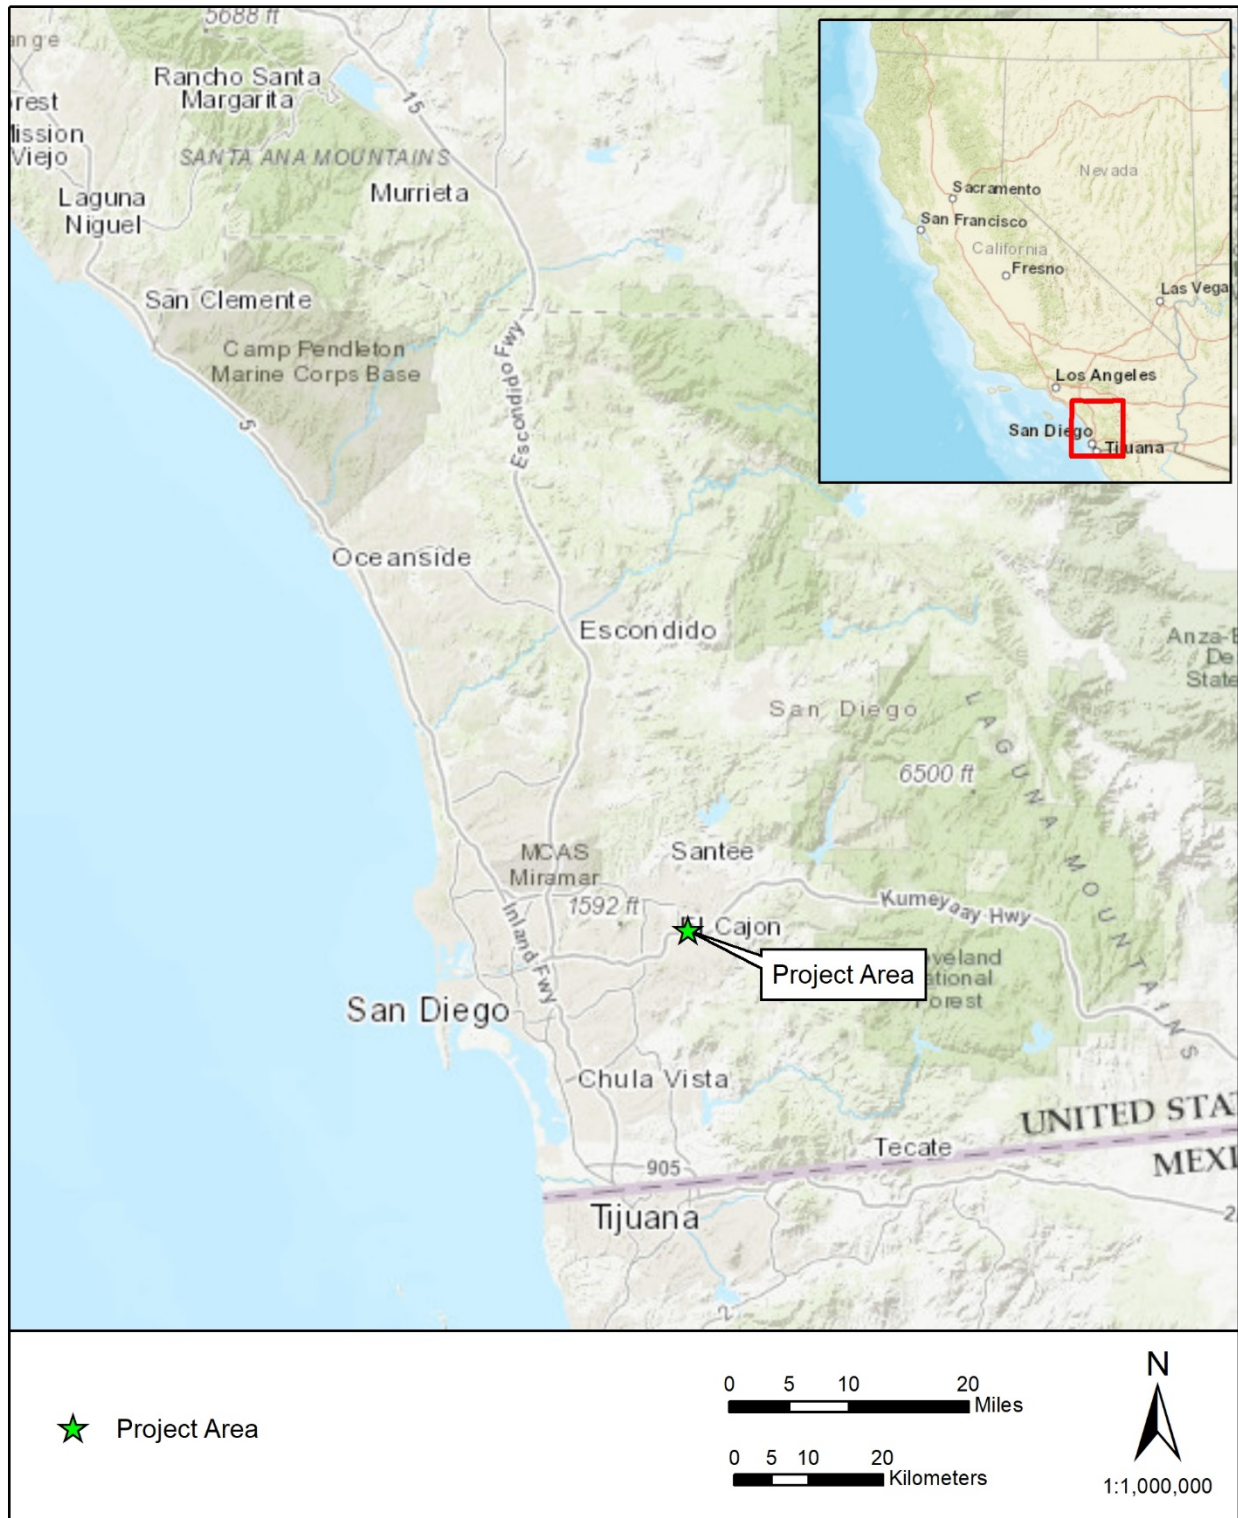 5688 ft
Rancho Santa
Margarita
15
Mission
Viejo
SANTA ANA MOUNTAINS
Murrieta
Laguna
Niguel
San Clemente
Camp Pendleton
Marine Corps Base
Escondido Fwy
5
Oceanside
Escondido
San Diego
LAGUNA MOUNTAINS
6500 ft
MCAS
Miramar
Santee
1592 ft
Inland Fwy
El Cajon
Kumeyaay Hwy
Project Area
San Diego
Chula Vista
UNITED STA
MEXI
Tecate
905
Tijuana
2
2
Sacramento
Nevada
San Francisco
California
Fresno
Las Vega
Los Angeles
San Diego
Tijuana
Project Area
0 5 10 20
Miles
0 5 10 20
Kilometers
N
1:1,000,000